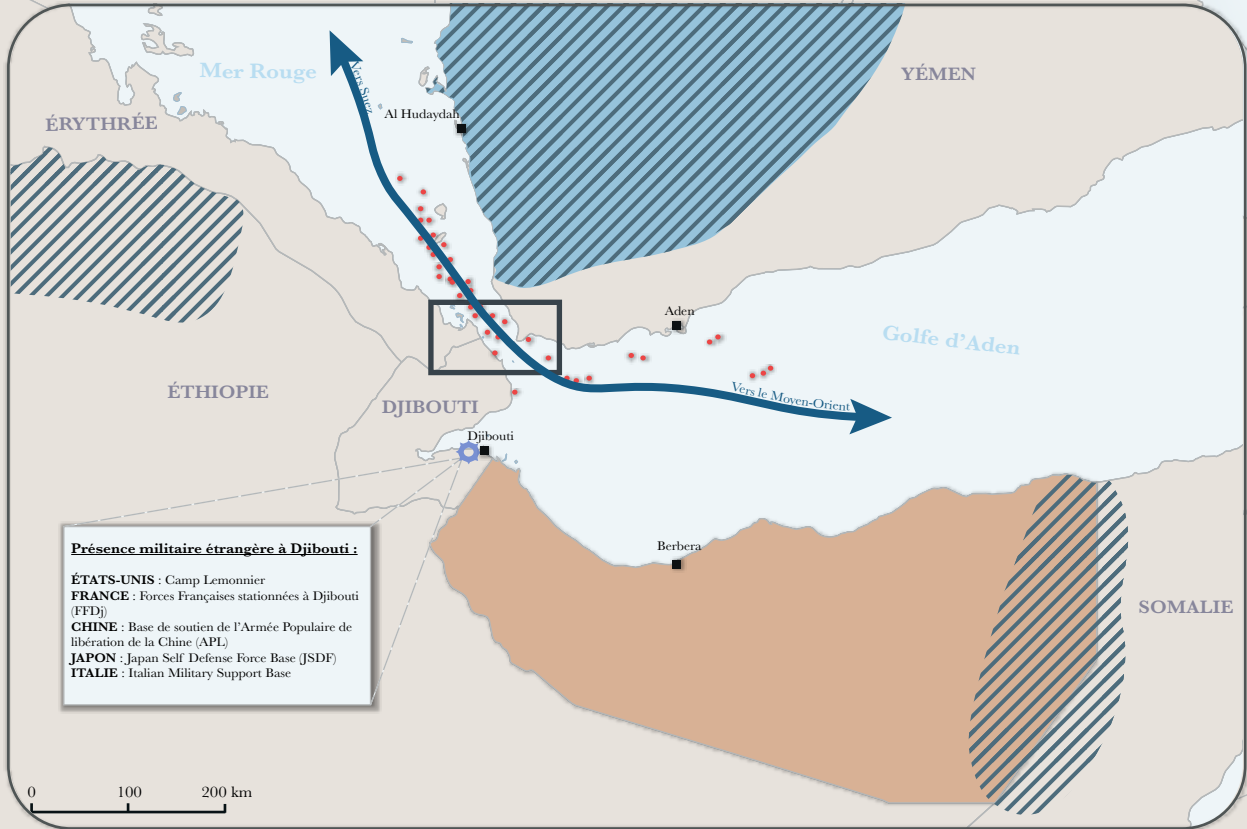 Mer Rouge
Vers Suez
YÉMEN
Al Hudaydah
ÉRYTHRÉE
Aden
Golfe d'Aden
ÉTHIOPIE
DJIBOUTI
Vers le Moyen-Orient
Djibouti
Présence militaire étrangère à Djibouti :
ÉTATS-UNIS : Camp Lemonnier
FRANCE : Forces Françaises stationnées à Djibouti
(FFDj)
CHINE : Base de soutien de l'Armée Populaire de
libération de la Chine (APL)
JAPON : Japan Self Defense Force Base (JSDF)
ITALIE : Italian Military Support Base
Berbera
SOMALIE
0 100 200 km